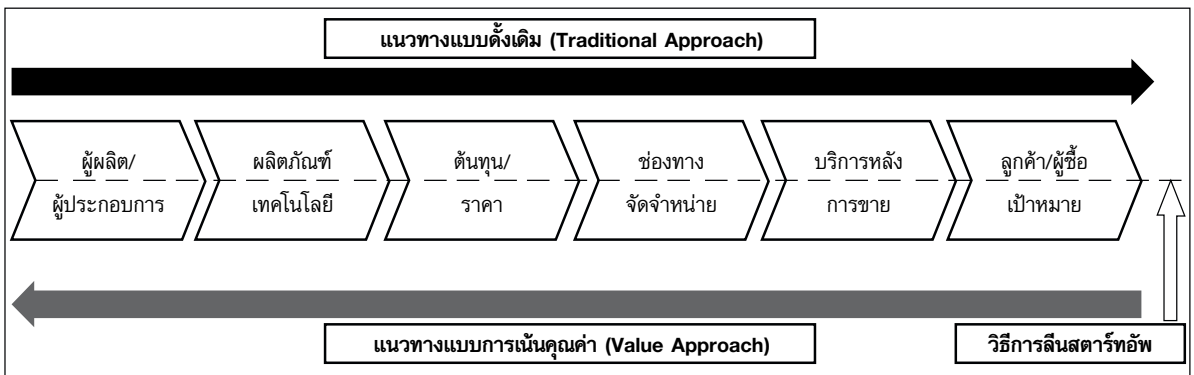 แนวทางแบบดั้งเดิม (Traditional Approach)
ผู้ผลิต/
ผู้ประกอบการ
ผลิตภัณฑ์
เทคโนโลยี
ต้นทุน/
ราคา
ช่องทาง
จัดจำหน่าย
บริการหลัง
การขาย
ลูกค้า/ผู้ซื้อ
เป้าหมาย
แนวทางแบบการเน้นคุณค่า (Value Approach)
วิธีการลีนสตาร์ทอัพ